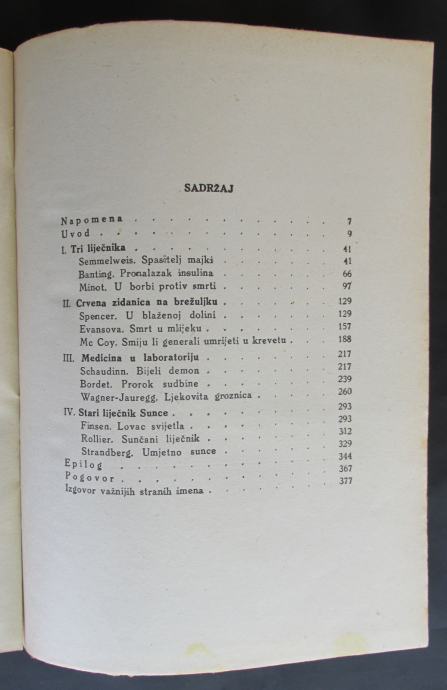 SADRŽAJ
Napomena . . . . . . . . . . . . 7
Uvod . . . . . . . . . . . . 9
I. Tri liječnika . . . . . . . . . . . 41
Semmelweis. Spasitelj majki . . . . . . 41
Banting. Pronalazak insulina . . . . . . 66
Minot. U borbi protiv smrti . . . . . . 97
II. Crvena zidanica na brežuljku . . . . . . 129
Spencer. U blaženoj dolini . . . . . . 129
Evansova. Smrt u mlijeku . . . . . . . 157
Mc Coy. Smiju li generali umrijeti u krevetu . . . 188
III. Medicina u laboratoriju . . . . . . . 217
Schaudinn. Bijeli demon . . . . . . . 217
Bordet. Prorok sudbine . . . . . . . 239
Wagner-Jauregg. Ljekovita groznica . . . . 260
IV. Stari liječnik Sunce . . . . . . . . 293
Finsen. Lovac svijetla . . . . . . . 293
Rollier. Sunčani liječnik . . . . . . 312
Strandberg. Umjetno sunce . . . . . . 329
Epilog . . . . . . . . . . . 344
Pogovor . . . . . . . . . . . 367
Izgovor važnijih stranih imena . . . . . . 377